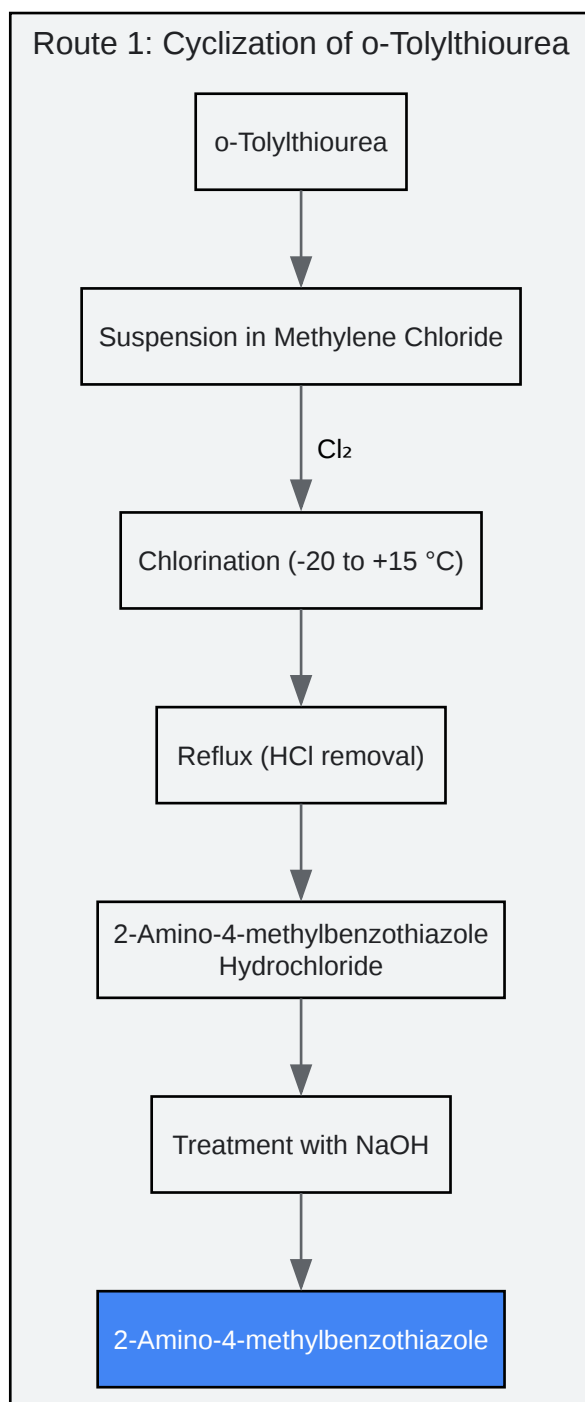 Route 1: Cyclization of o-Tolylthiourea
o-Tolylthiourea
Suspension in Methylene Chloride
Cl₂
Chlorination (-20 to +15 °C)
Reflux (HCl removal)
2-Amino-4-methylbenzothiazole
Hydrochloride
Treatment with NaOH
2-Amino-4-methylbenzothiazole